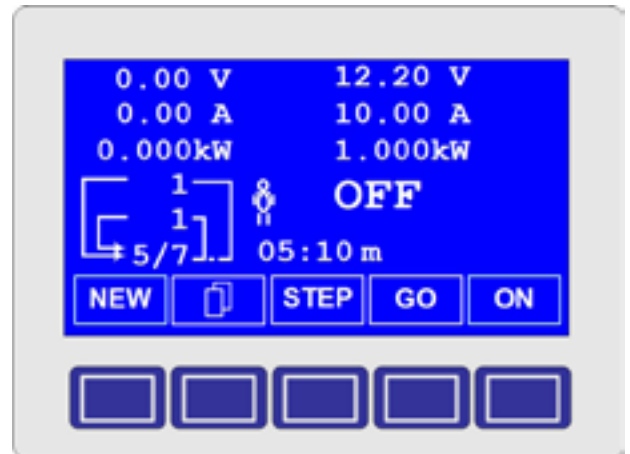 0.00 V 12.20 V
0.00 A 10.00 A
0.000kW 1.000kW
1
OFF
1
5/7 05:10 m
NEW STEP GO ON